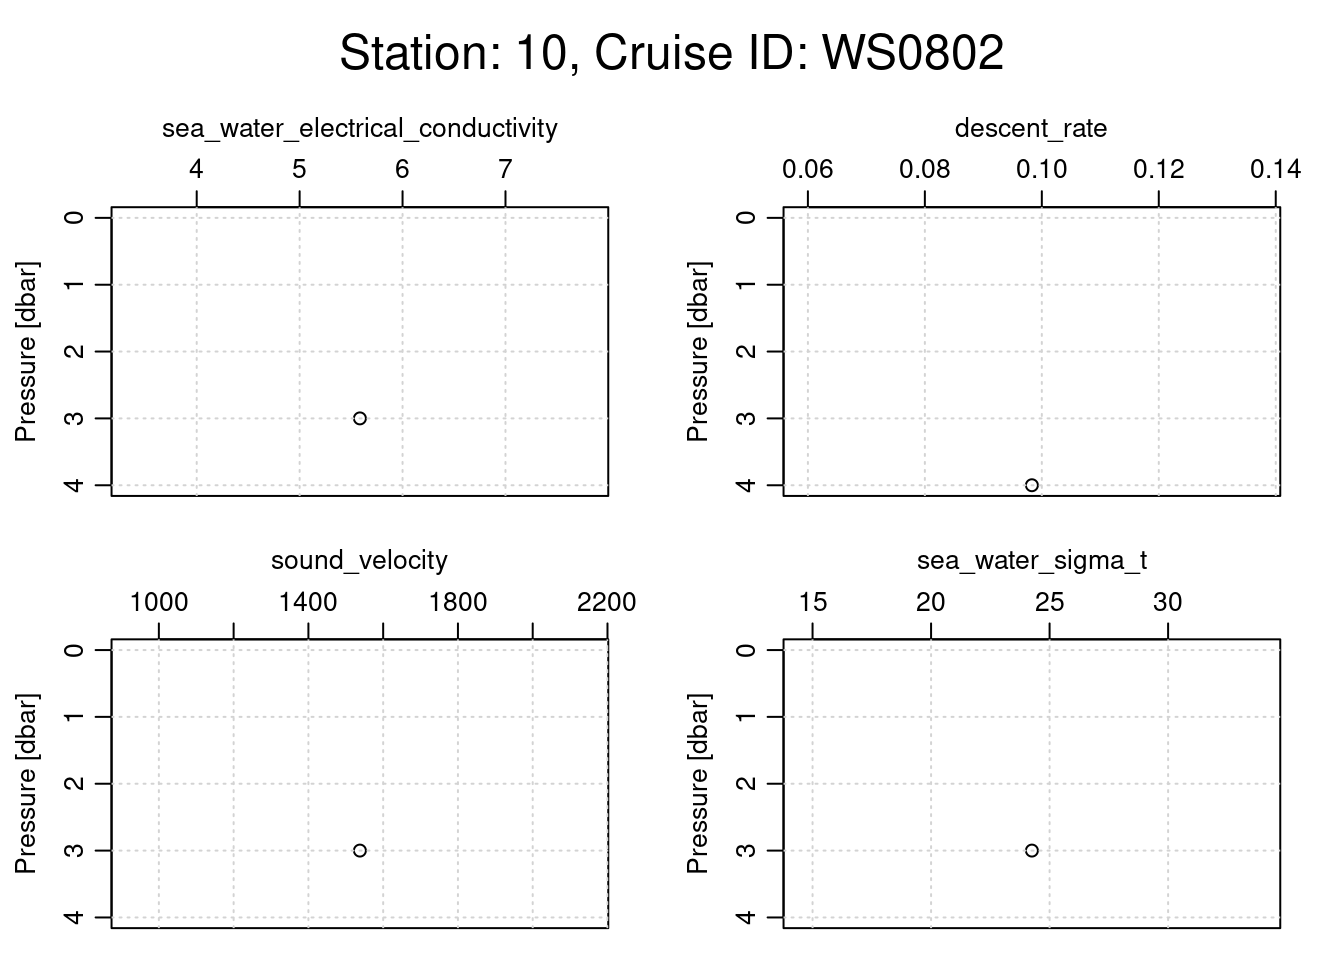 Station: 10, Cruise ID: WS0802
sea_water_electrical_conductivity
4 5 6 7
Pressure [dbar]
0
1
2
3
4
descent_rate
0.06 0.08 0.10 0.12 0.14
Pressure [dbar]
0
1
2
3
4
sound_velocity
1000 1400 1800 2200
Pressure [dbar]
0
1
2
3
4
sea_water_sigma_t
15 20 25 30
Pressure [dbar]
0
1
2
3
4